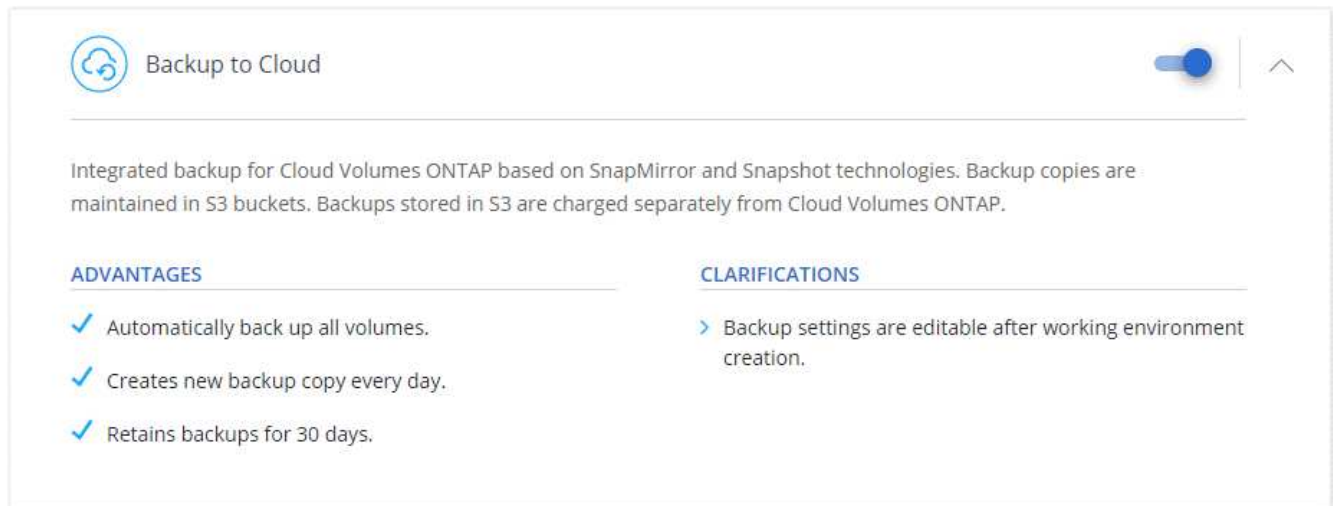 Backup to Cloud
Integrated backup for Cloud Volumes ONTAP based on SnapMirror and Snapshot technologies. Backup copies are
maintained in S3 buckets. Backups stored in S3 are charged separately from Cloud Volumes ONTAP.
ADVANTAGES
Automatically back up all volumes.
Creates new backup copy every day.
Retains backups for 30 days.
CLARIFICATIONS
Backup settings are editable after working environment
creation.